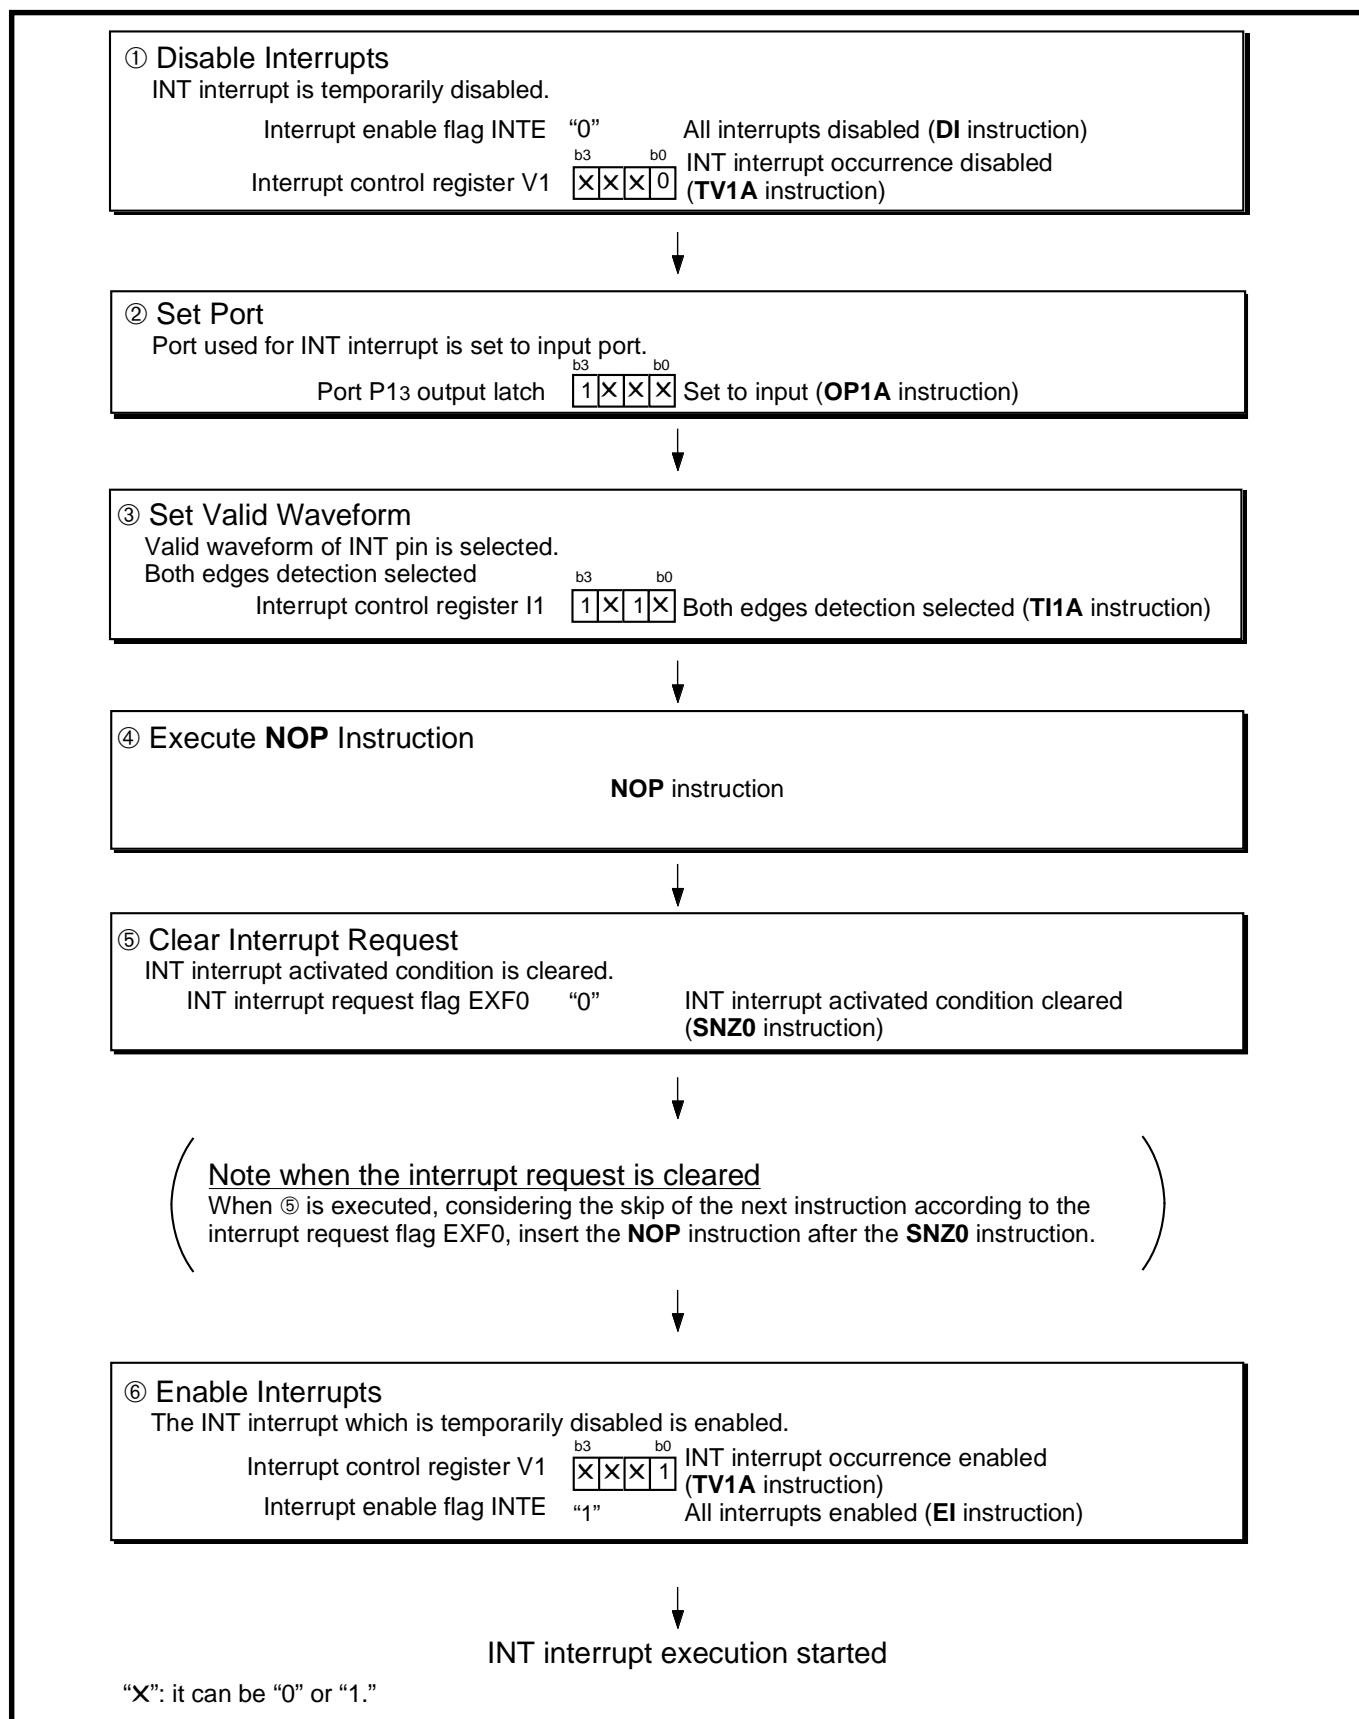 ① Disable Interrupts
INT interrupt is temporarily disabled.
Interrupt enable flag INTE “0” All interrupts disabled (DI instruction)
b3 b0 INT interrupt occurrence disabled
Interrupt control register V1 ✕ ✕ ✕ 0 (TV1A instruction)
② Set Port
Port used for INT interrupt is set to input port.
b3 b0
Port P13 output latch 1 ✕ ✕ ✕ Set to input (OP1A instruction)
③ Set Valid Waveform
Valid waveform of INT pin is selected.
Both edges detection selected b3 b0
Interrupt control register I1 1 ✕ 1 ✕ Both edges detection selected (TI1A instruction)
④ Execute NOP Instruction
NOP instruction
⑤ Clear Interrupt Request
INT interrupt activated condition is cleared.
INT interrupt request flag EXF0 “0” INT interrupt activated condition cleared
(SNZ0 instruction)
Note when the interrupt request is cleared
When ⑤ is executed, considering the skip of the next instruction according to the
interrupt request flag EXF0, insert the NOP instruction after the SNZ0 instruction.
⑥ Enable Interrupts
The INT interrupt which is temporarily disabled is enabled.
b3 b0 INT interrupt occurrence enabled
Interrupt control register V1 ✕ ✕ ✕ 1 (TV1A instruction)
Interrupt enable flag INTE “1” All interrupts enabled (EI instruction)
INT interrupt execution started
“✕”: it can be “0” or “1.”